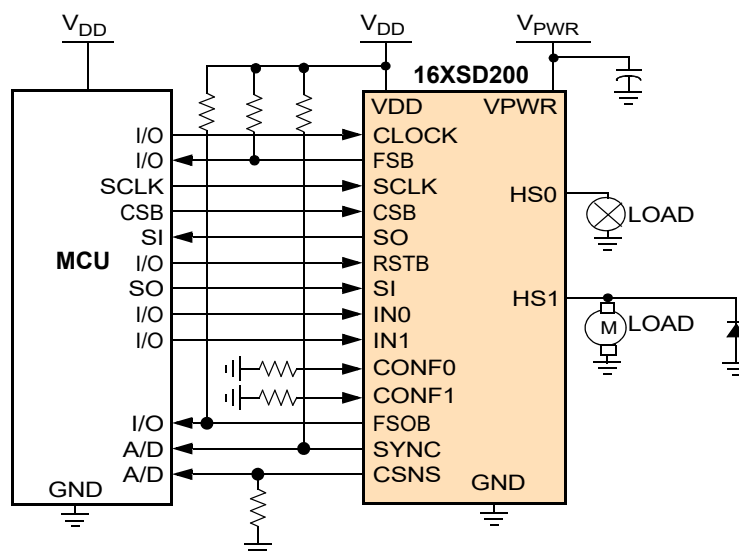 VDD VDD VPWR
16XSD200
VDD VPWR
I/O CLOCK
I/O FSB
SCLK SCLK
HS0
CSB CSB
LOAD
SI SO
MCU
I/O RSTB
SO SI
HS1
I/O IN0
M LOAD
I/O IN1
CONF0
CONF1
I/O FSOB
A/D SYNC
A/D CSNS
GND GND